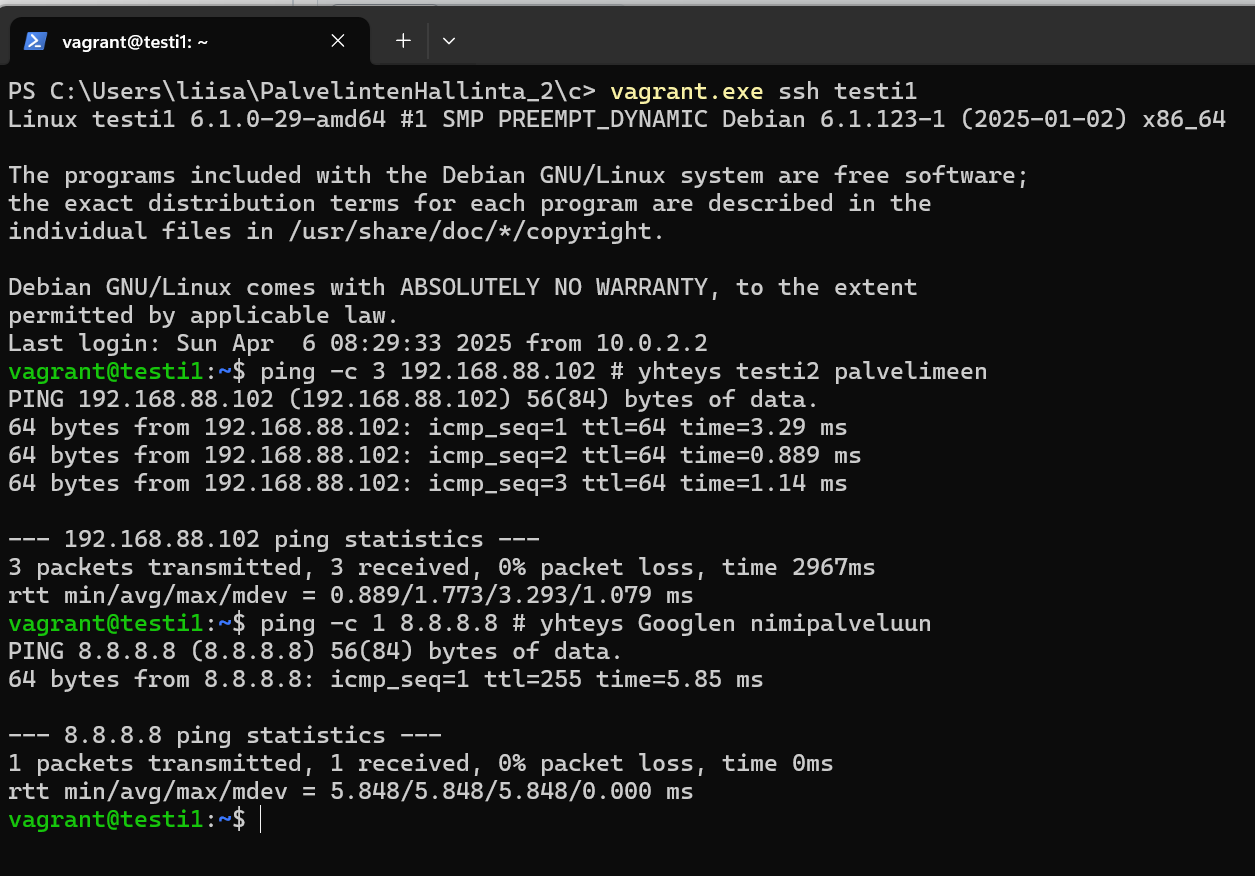 vagrant@testi1: ~
PS C:\Users\liisa\PalvelintenHallinta_2\c> vagrant.exe ssh testi1
Linux testi1 6.1.0-29-amd64 #1 SMP PREEMPT_DYNAMIC Debian 6.1.123-1 (2025-01-02) x86_64
The programs included with the Debian GNU/Linux system are free software;
the exact distribution terms for each program are described in the
individual files in /usr/share/doc/*/copyright.
Debian GNU/Linux comes with ABSOLUTELY NO WARRANTY, to the extent
permitted by applicable law.
Last login: Sun Apr  6 08:29:33 2025 from 10.0.2.2
vagrant@testi1:~$ ping -c 3 192.168.88.102 # yhteys testi2 palvelimeen
PING 192.168.88.102 (192.168.88.102) 56(84) bytes of data.
64 bytes from 192.168.88.102: icmp_seq=1 ttl=64 time=3.29 ms
64 bytes from 192.168.88.102: icmp_seq=2 ttl=64 time=0.889 ms
64 bytes from 192.168.88.102: icmp_seq=3 ttl=64 time=1.14 ms
--- 192.168.88.102 ping statistics ---
3 packets transmitted, 3 received, 0% packet loss, time 2967ms
rtt min/avg/max/mdev = 0.889/1.773/3.293/1.079 ms
vagrant@testi1:~$ ping -c 1 8.8.8.8 # yhteys Googlen nimipalveluun
PING 8.8.8.8 (8.8.8.8) 56(84) bytes of data.
64 bytes from 8.8.8.8: icmp_seq=1 ttl=255 time=5.85 ms
--- 8.8.8.8 ping statistics ---
1 packets transmitted, 1 received, 0% packet loss, time 0ms
rtt min/avg/max/mdev = 5.848/5.848/5.848/0.000 ms
vagrant@testi1:~$